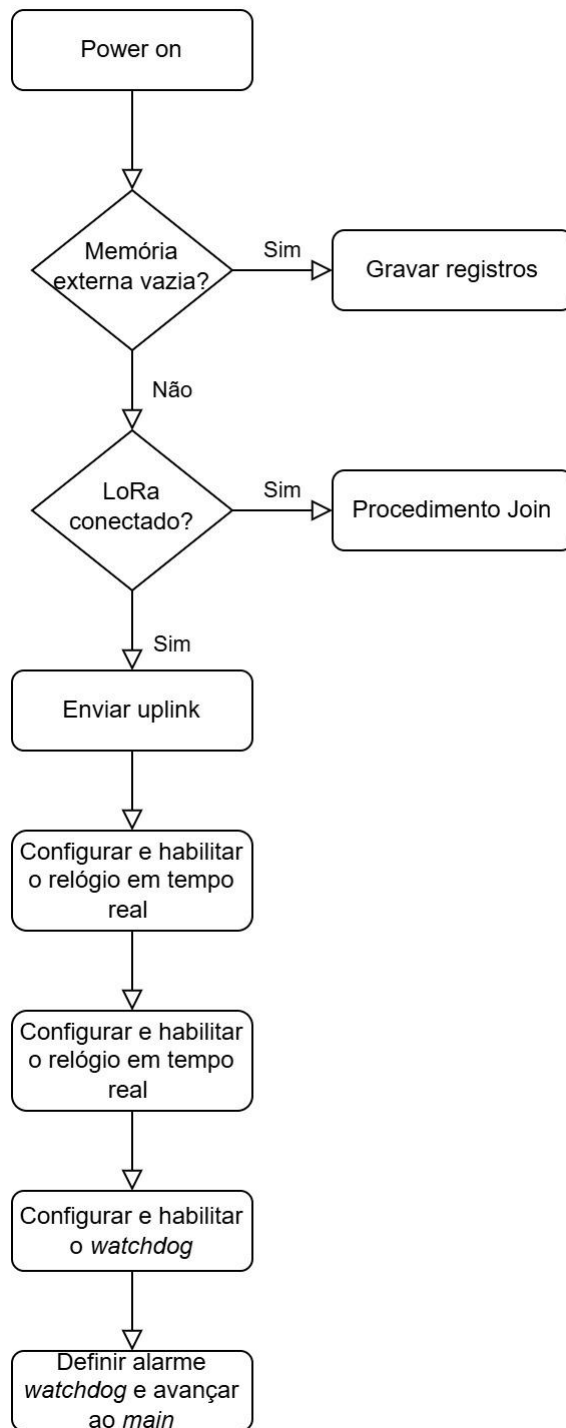 Power on
Memória
externa vazia?
Sim
Gravar registros
Não
LoRa
conectado?
Sim
Procedimento Join
Sim
Enviar uplink
Configurar e habilitar
o relógio em tempo
real
Configurar e habilitar
o relógio em tempo
real
Configurar e habilitar
o watchdog
Definir alarme
watchdog e avançar
ao main